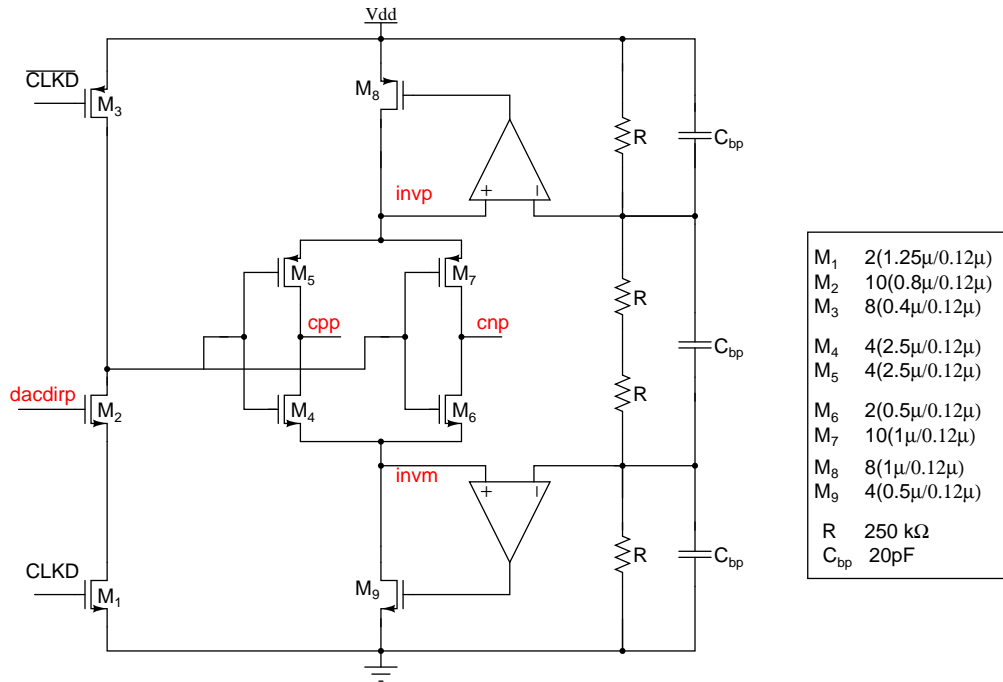 Vdd
CLKD
M3
M8
R
Cbp
+ −
invp
M5
M7
R
cpp
cnp
Cbp
dacdirp
M2
M4
M6
R
invm
+ −
CLKD
M1
M9
R
Cbp
M1 2(1.25μ/0.12μ)
M2 10(0.8μ/0.12μ)
M3 8(0.4μ/0.12μ)
M4 4(2.5μ/0.12μ)
M5 4(2.5μ/0.12μ)
M6 2(0.5μ/0.12μ)
M7 10(1μ/0.12μ)
M8 8(1μ/0.12μ)
M9 4(0.5μ/0.12μ)
R 250 kΩ
Cbp 20pF